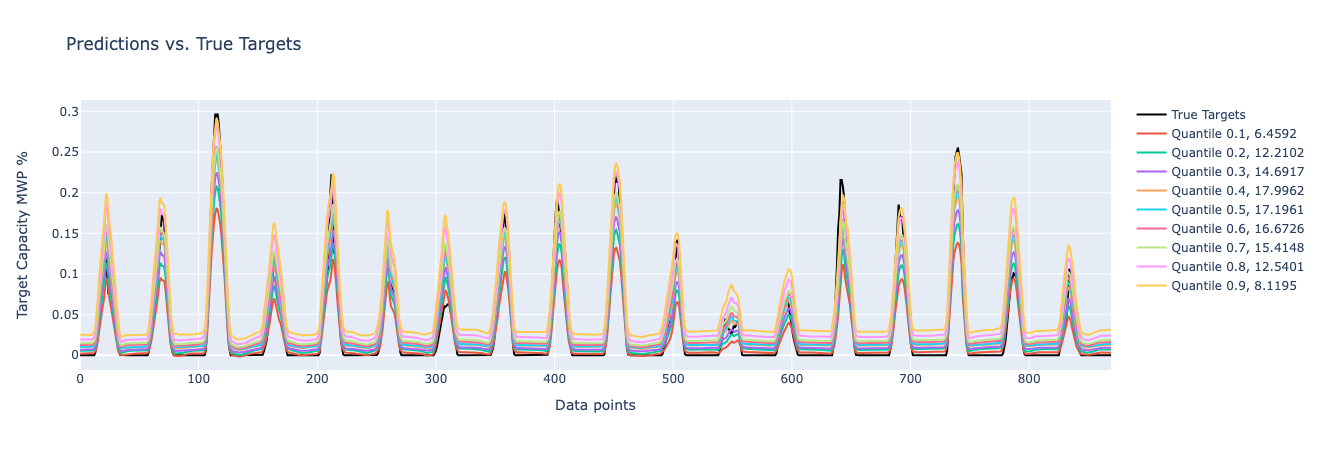 Predictions vs. True Targets
Target Capacity MWP %
0.3
0.25
0.2
0.15
0.1
0.05
0
0 100 200 300 400 500 600 700 800
Data points
True Targets
Quantile 0.1, 6.4592
Quantile 0.2, 12.2102
Quantile 0.3, 14.6917
Quantile 0.4, 17.9962
Quantile 0.5, 17.1961
Quantile 0.6, 16.6726
Quantile 0.7, 15.4148
Quantile 0.8, 12.5401
Quantile 0.9, 8.1195